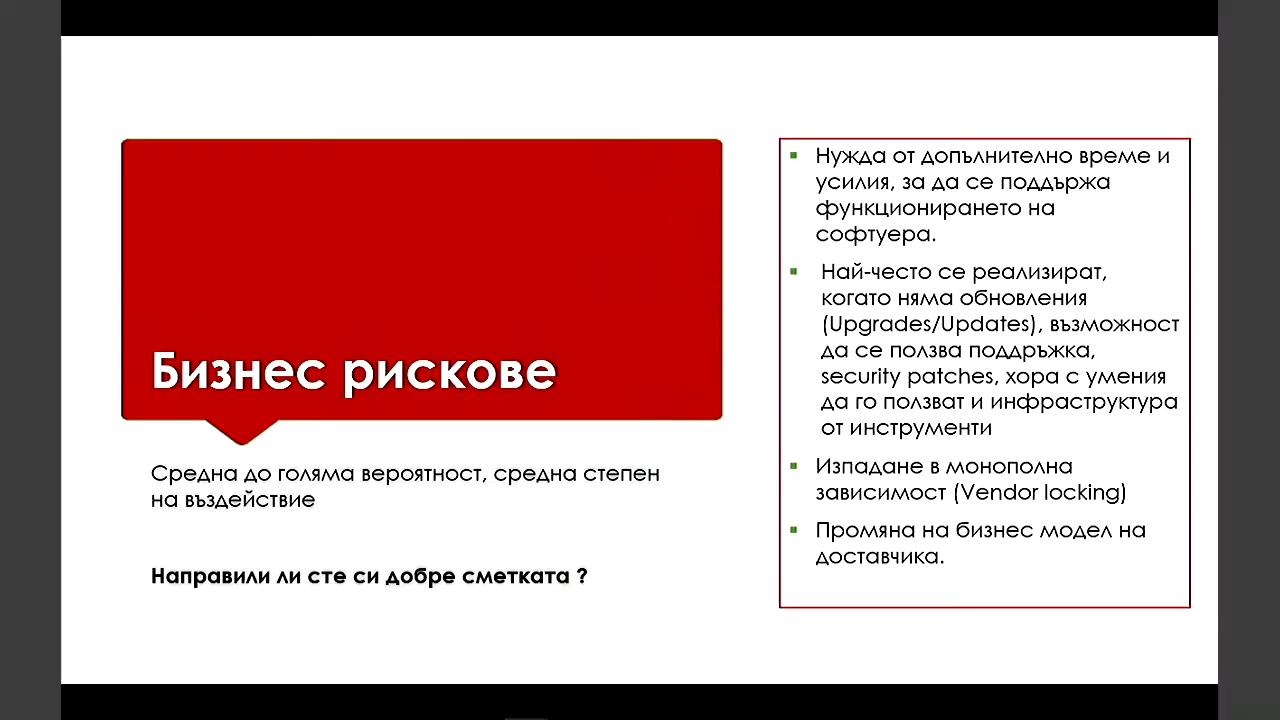 Бизнес рискове
Средна до голяма вероятност, средна степен
на въздействие
Направили ли сте си добре сметката ?
▪ Нужда от допълнително време и
усилия, за да се поддържа
функционирането на
софтуера.
▪ Най-често се реализират,
когато няма обновления
(Upgrades/Updates), възможност
да се ползва поддръжка,
security patches, хора с умения
да го ползват и инфраструктура
от инструменти
▪ Изпадане в монополна
зависимост (Vendor locking)
▪ Промяна на бизнес модел на
доставчика.